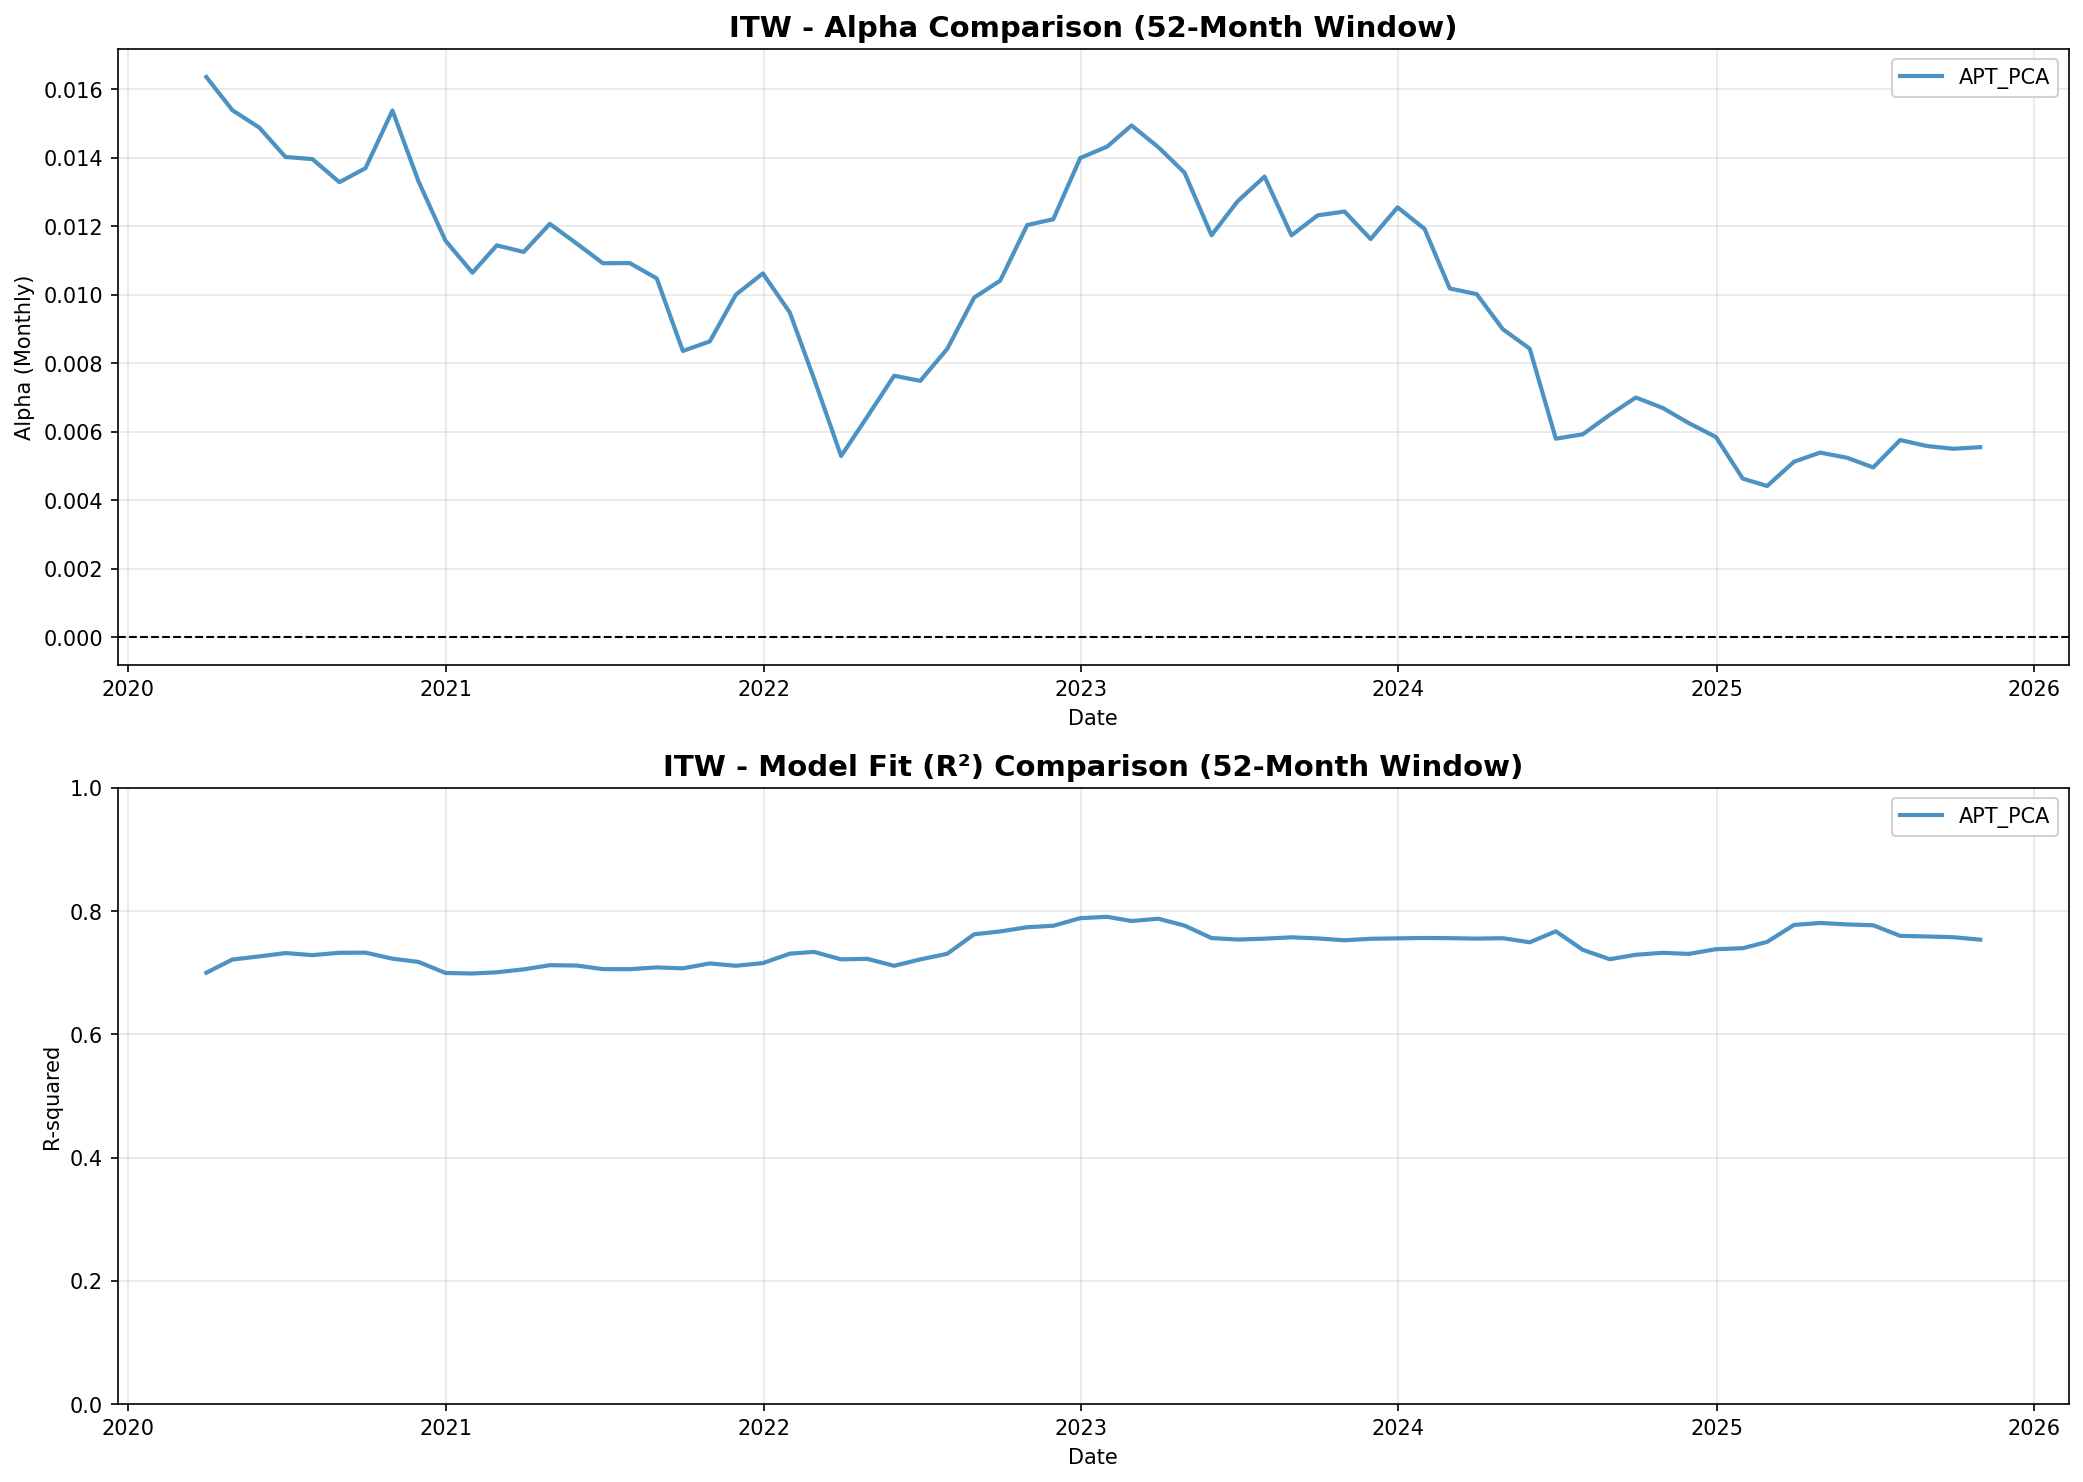 ITW - Alpha Comparison (52-Month Window)
APT_PCA
0.016
0.014
0.012
0.010
0.008
0.006
0.004
0.002
0.000
Alpha (Monthly)
2020 2021 2022 2023 2024 2025 2026
Date
ITW - Model Fit (R²) Comparison (52-Month Window)
APT_PCA
1.0
0.8
0.6
0.4
0.2
0.0
R-squared
2020 2021 2022 2023 2024 2025 2026
Date